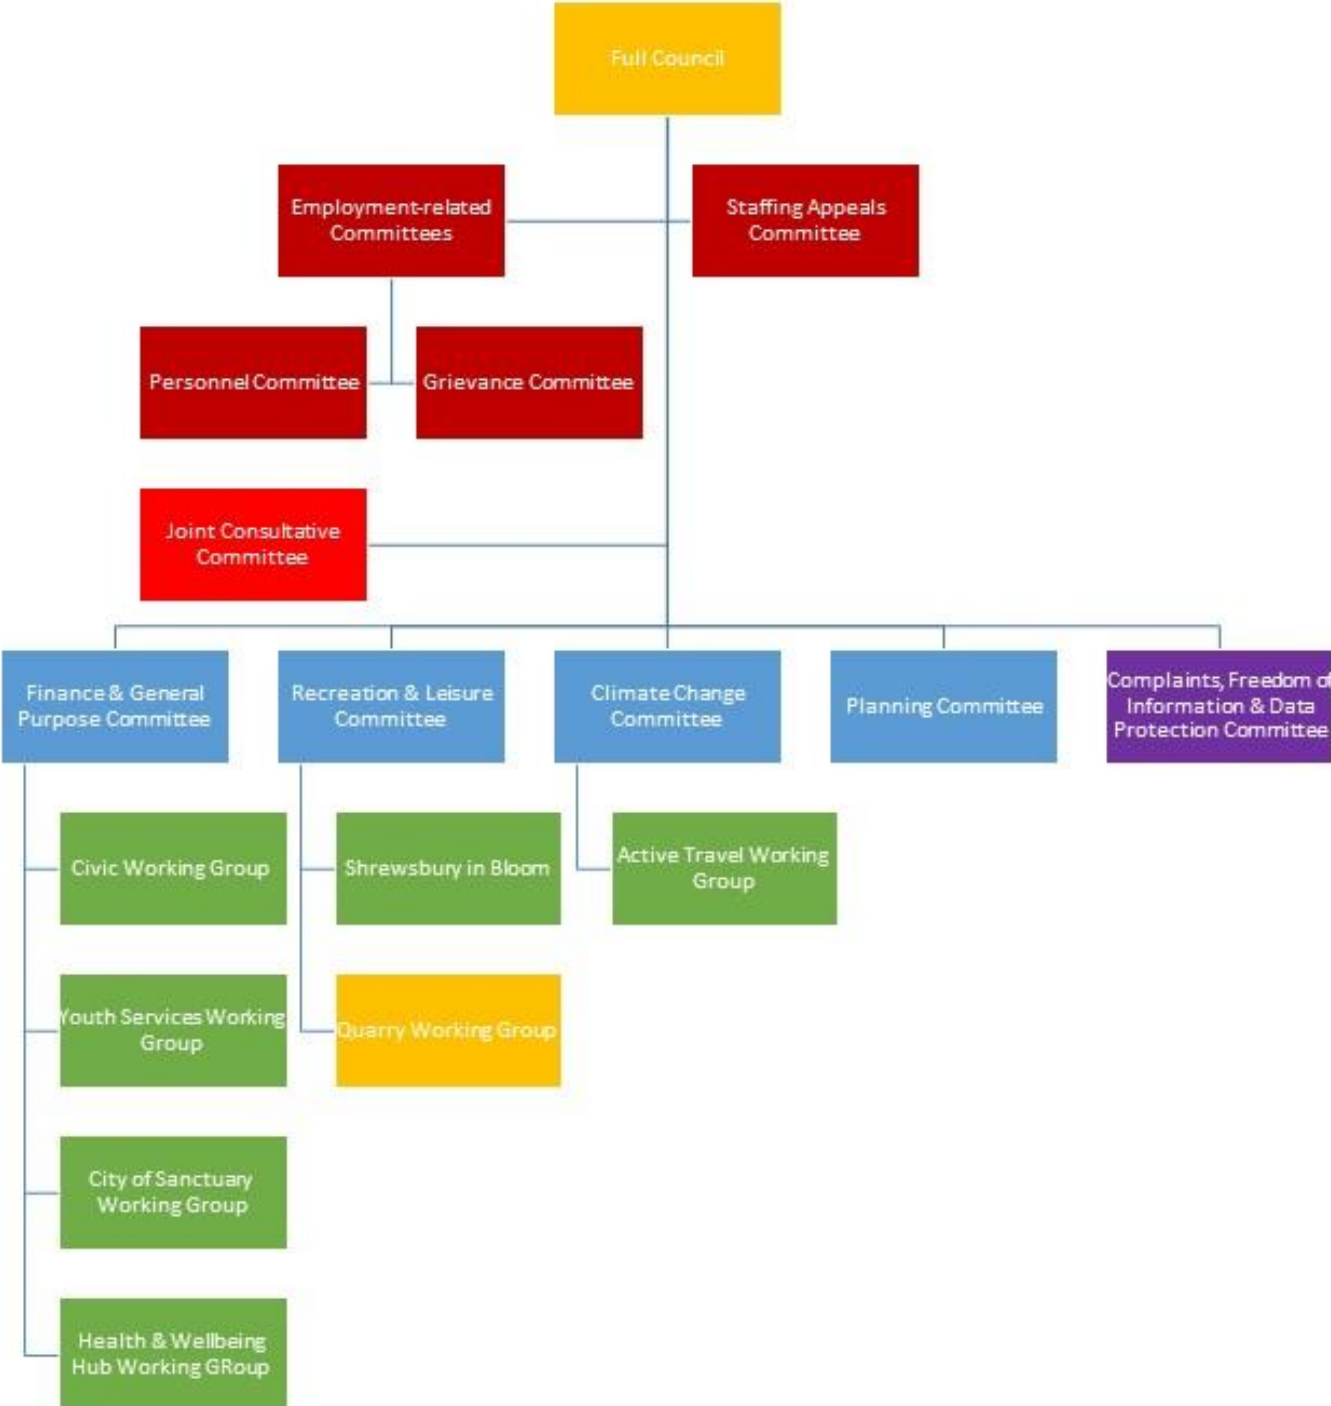 Full Council
Employment-related
Committees
Staffing Appeals
Committee
Personnel Committee
Grievance Committee
Joint Consultative
Committee
Finance & General
Purpose Committee
Recreation & Leisure
Committee
Climate Change
Committee
Planning Committee
Complaints, Freedom of
Information & Data
Protection Committee
Civic Working Group
Shrewsbury in Bloom
Active Travel Working
Group
Youth Services Working
Group
Quarry Working Group
City of Sanctuary
Working Group
Health & Wellbeing
Hub Working GRoup